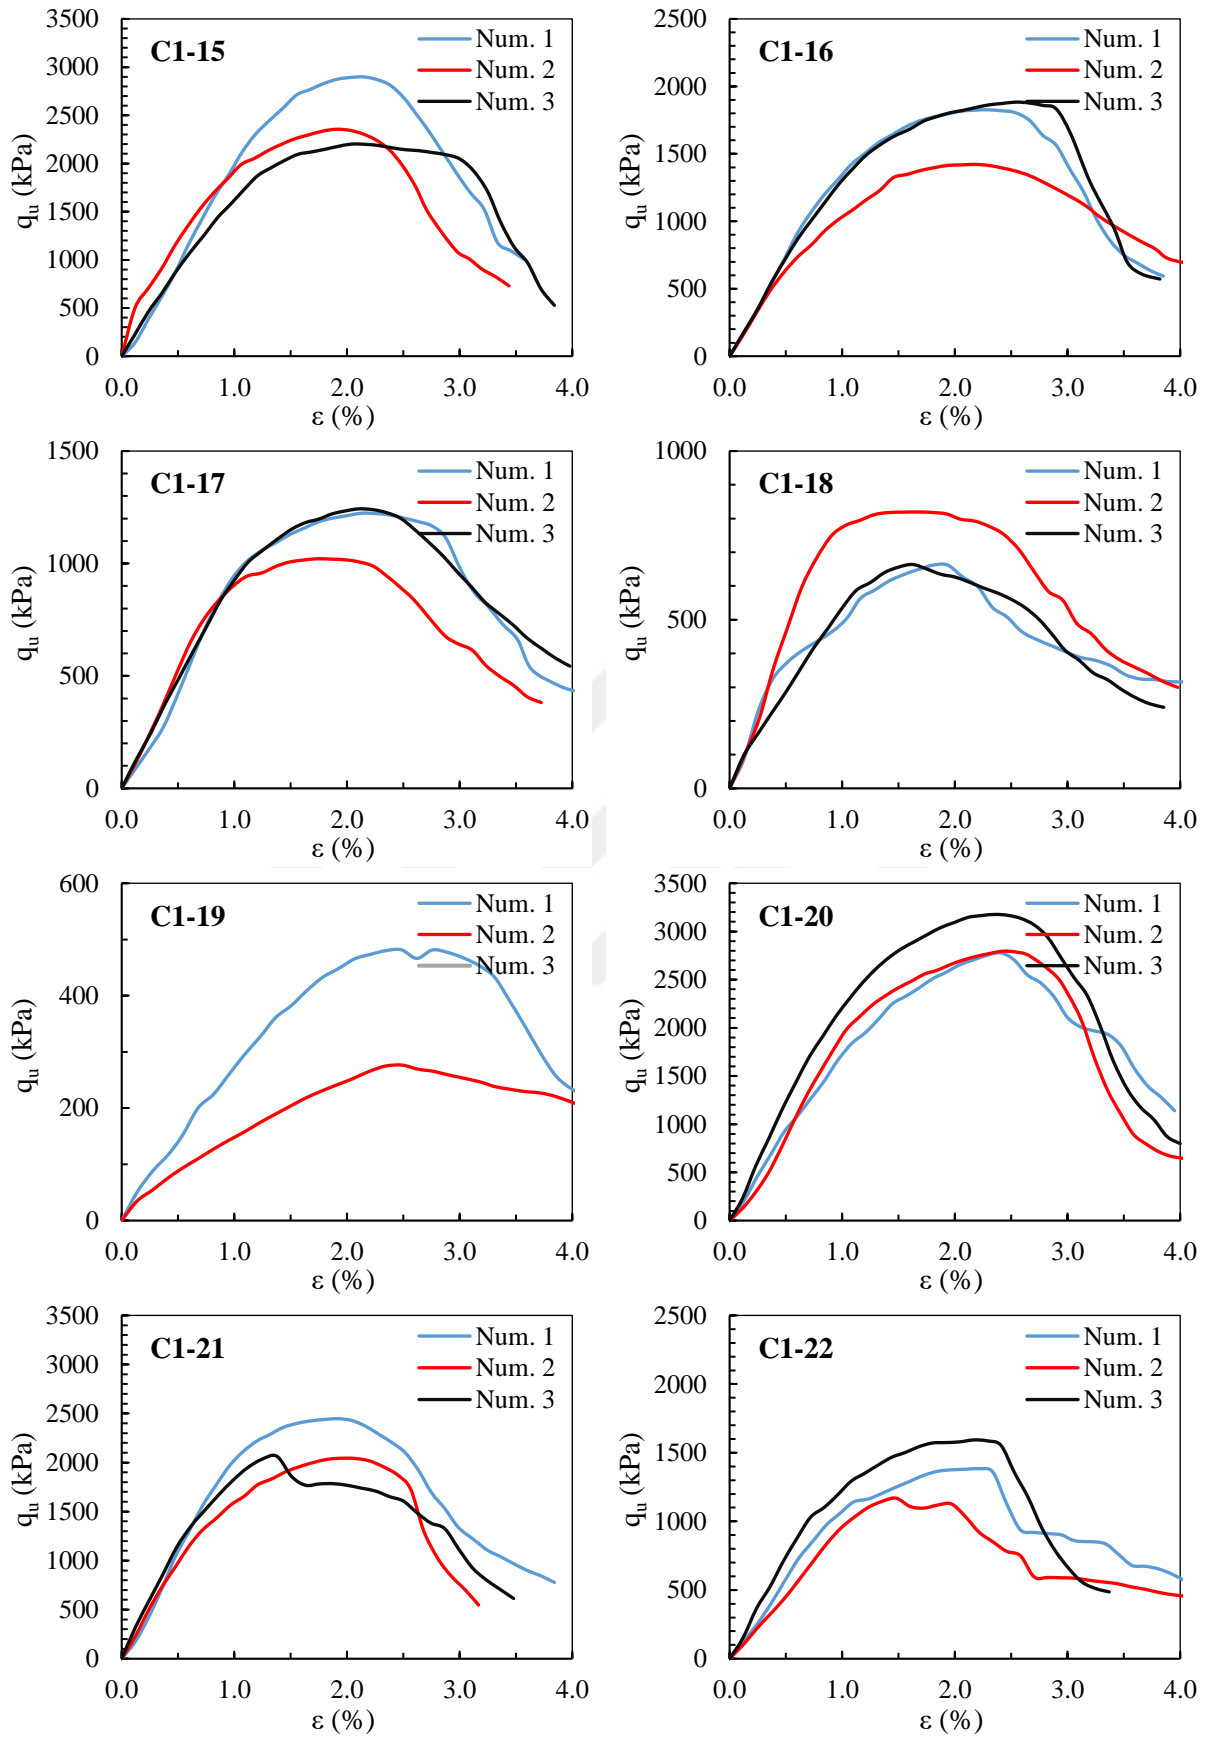 C1-15
Num. 1
Num. 2
Num. 3
3500
3000
2500
2000
1500
1000
500
0
qu (kPa)
0.0 1.0 2.0 3.0 4.0
ε (%)
C1-16
Num. 1
Num. 2
Num. 3
2500
2000
1500
1000
500
0
qu (kPa)
0.0 1.0 2.0 3.0 4.0
ε (%)
C1-17
Num. 1
Num. 2
Num. 3
1500
1000
500
0
qu (kPa)
0.0 1.0 2.0 3.0 4.0
ε (%)
C1-18
Num. 1
Num. 2
Num. 3
1000
500
0
qu (kPa)
0.0 1.0 2.0 3.0 4.0
ε (%)
C1-19
Num. 1
Num. 2
Num. 3
600
400
200
0
qu (kPa)
0.0 1.0 2.0 3.0 4.0
ε (%)
C1-20
Num. 1
Num. 2
Num. 3
3500
3000
2500
2000
1500
1000
500
0
qu (kPa)
0.0 1.0 2.0 3.0 4.0
ε (%)
C1-21
Num. 1
Num. 2
Num. 3
3500
3000
2500
2000
1500
1000
500
0
qu (kPa)
0.0 1.0 2.0 3.0 4.0
ε (%)
C1-22
Num. 1
Num. 2
Num. 3
2500
2000
1500
1000
500
0
qu (kPa)
0.0 1.0 2.0 3.0 4.0
ε (%)